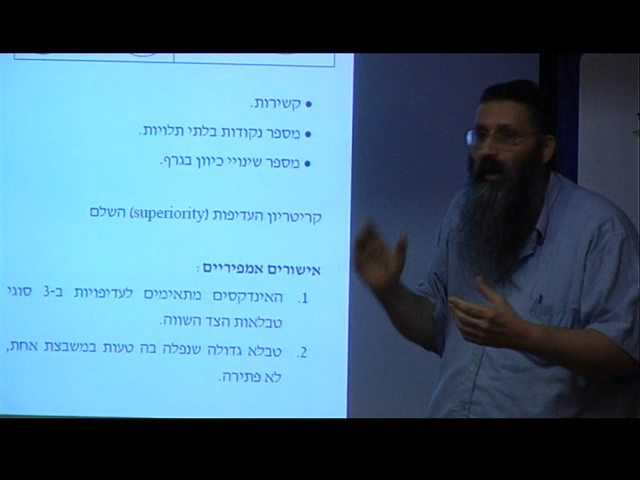 • קשירות.
• מספר נקודות בלתי תלויות.
• מספר שינויי כיוון בגרף.
קריטריון העדיפות (superiority) השלם
אישורים אמפיריים:
1. האינדקסים מתאימים לעדיפויות ב-3 סוגי
טבלאות הצד השווה.
2. טבלא גדולה שנפלה בה טעות במשבצת אחת,
לא פתירה.